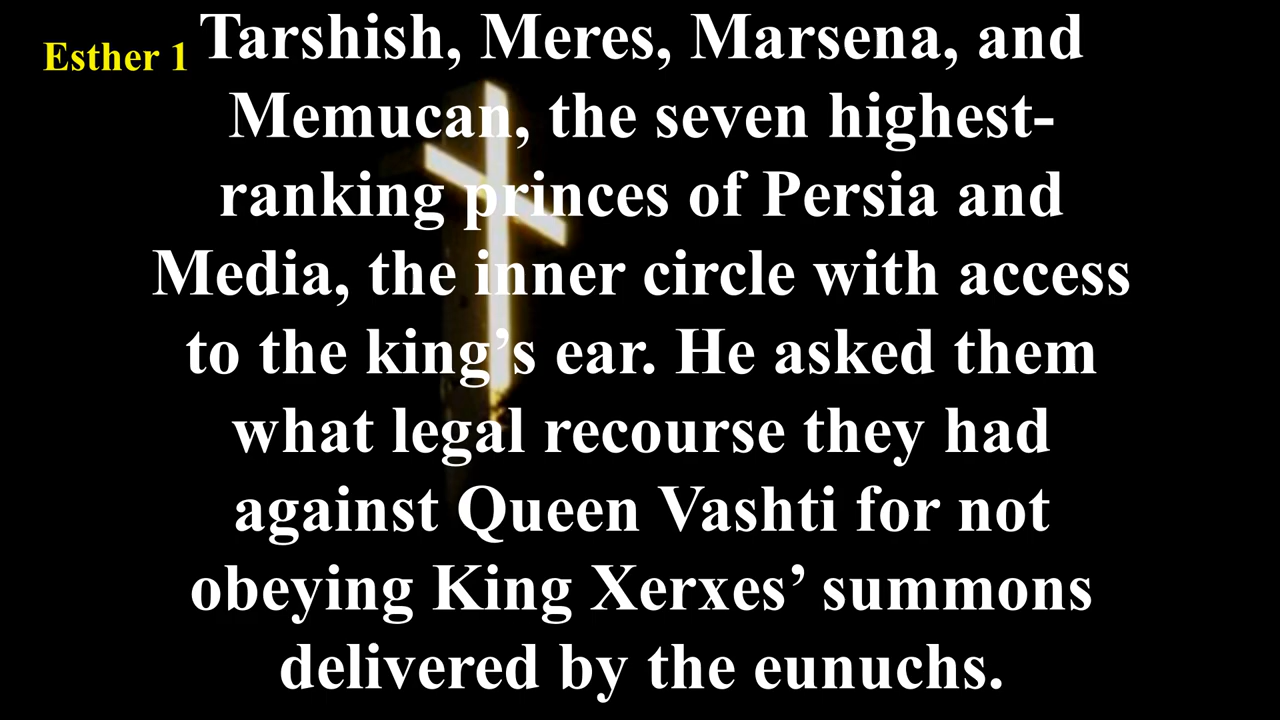 Esther 1
Tarshish, Meres, Marsena, and
Memucan, the seven highest-
ranking princes of Persia and
Media, the inner circle with access
to the king’s ear. He asked them
what legal recourse they had
against Queen Vashti for not
obeying King Xerxes’ summons
delivered by the eunuchs.